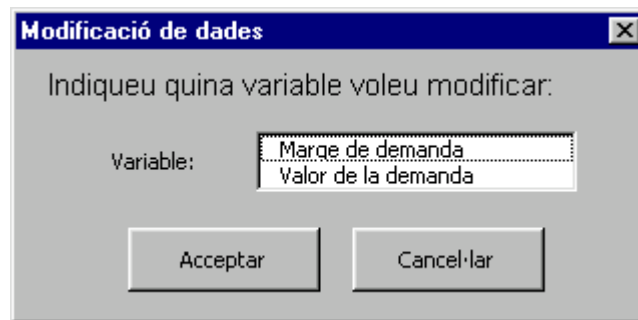 Modificació de dades
Indiqueu quina variable voleu modificar:
Variable:
Marge de demanda
Valor de la demanda
Acceptar
Cancel·lar